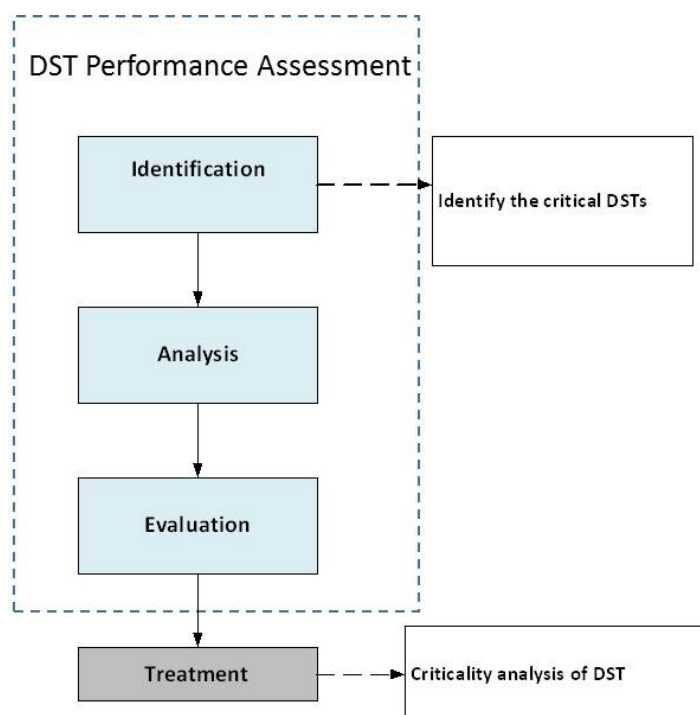 DST Performance Assessment
Identification
Identify the critical DSTs
Analysis
Evaluation
Treatment
Criticality analysis of DST